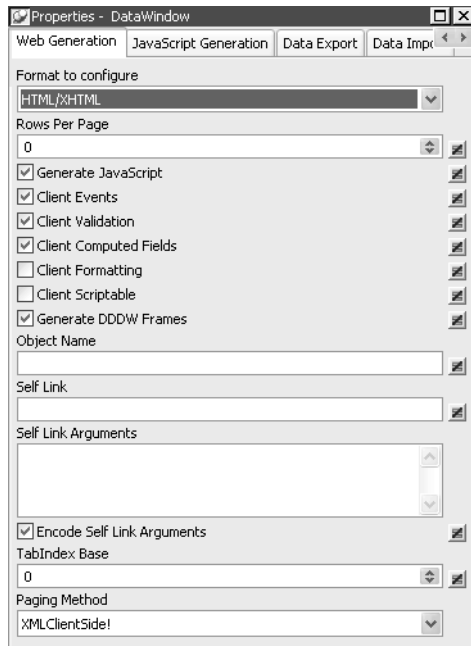 Properties - DataWindow
Web Generation JavaScript Generation Data Export Data Impo
Format to configure
HTML/XHTML
Rows Per Page
0
Generate JavaScript
Client Events
Client Validation
Client Computed Fields
Client Formatting
Client Scriptable
Generate DDDW Frames
Object Name
Self Link
Self Link Arguments
Encode Self Link Arguments
TabIndex Base
0
Paging Method
XMLClientSide!